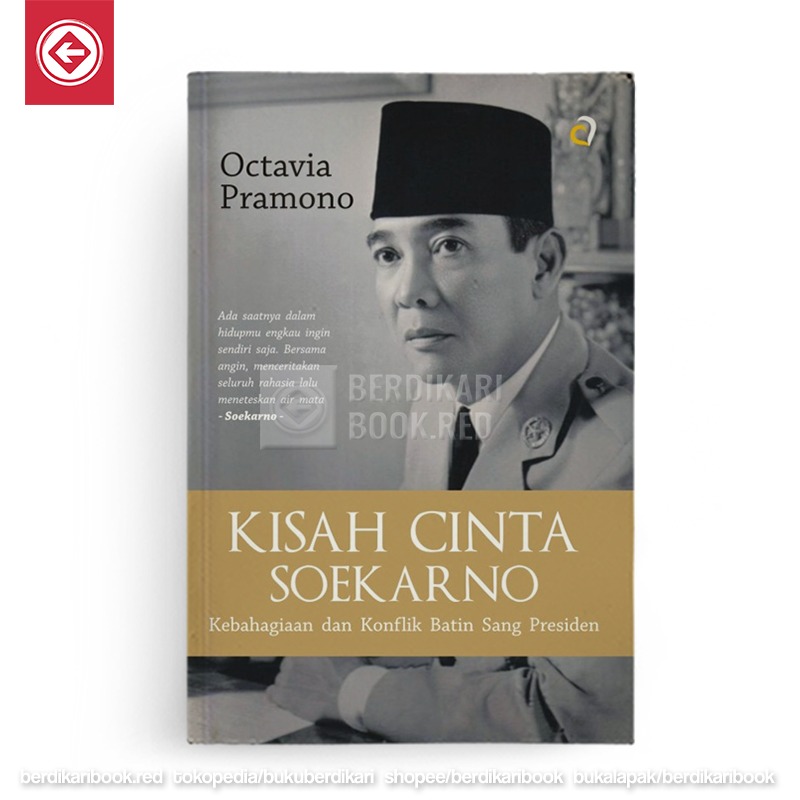 Octavia
Pramono
Ada saatnya dalam
hidupmu engkau ingin
sendiri saja. Bersama
angin, menceritakan
seluruh rahasia lalu
meneteskan air mata
- Soekarno -
BERDIKARI
BOOK.RED
KISAH CINTA
SOEKARNO
Kebahagiaan dan Konflik Batin Sang Presiden
berdikaribook.red tokopedia/bukuberdikari shopee/berdikaribook bukalapak/berdikaribook